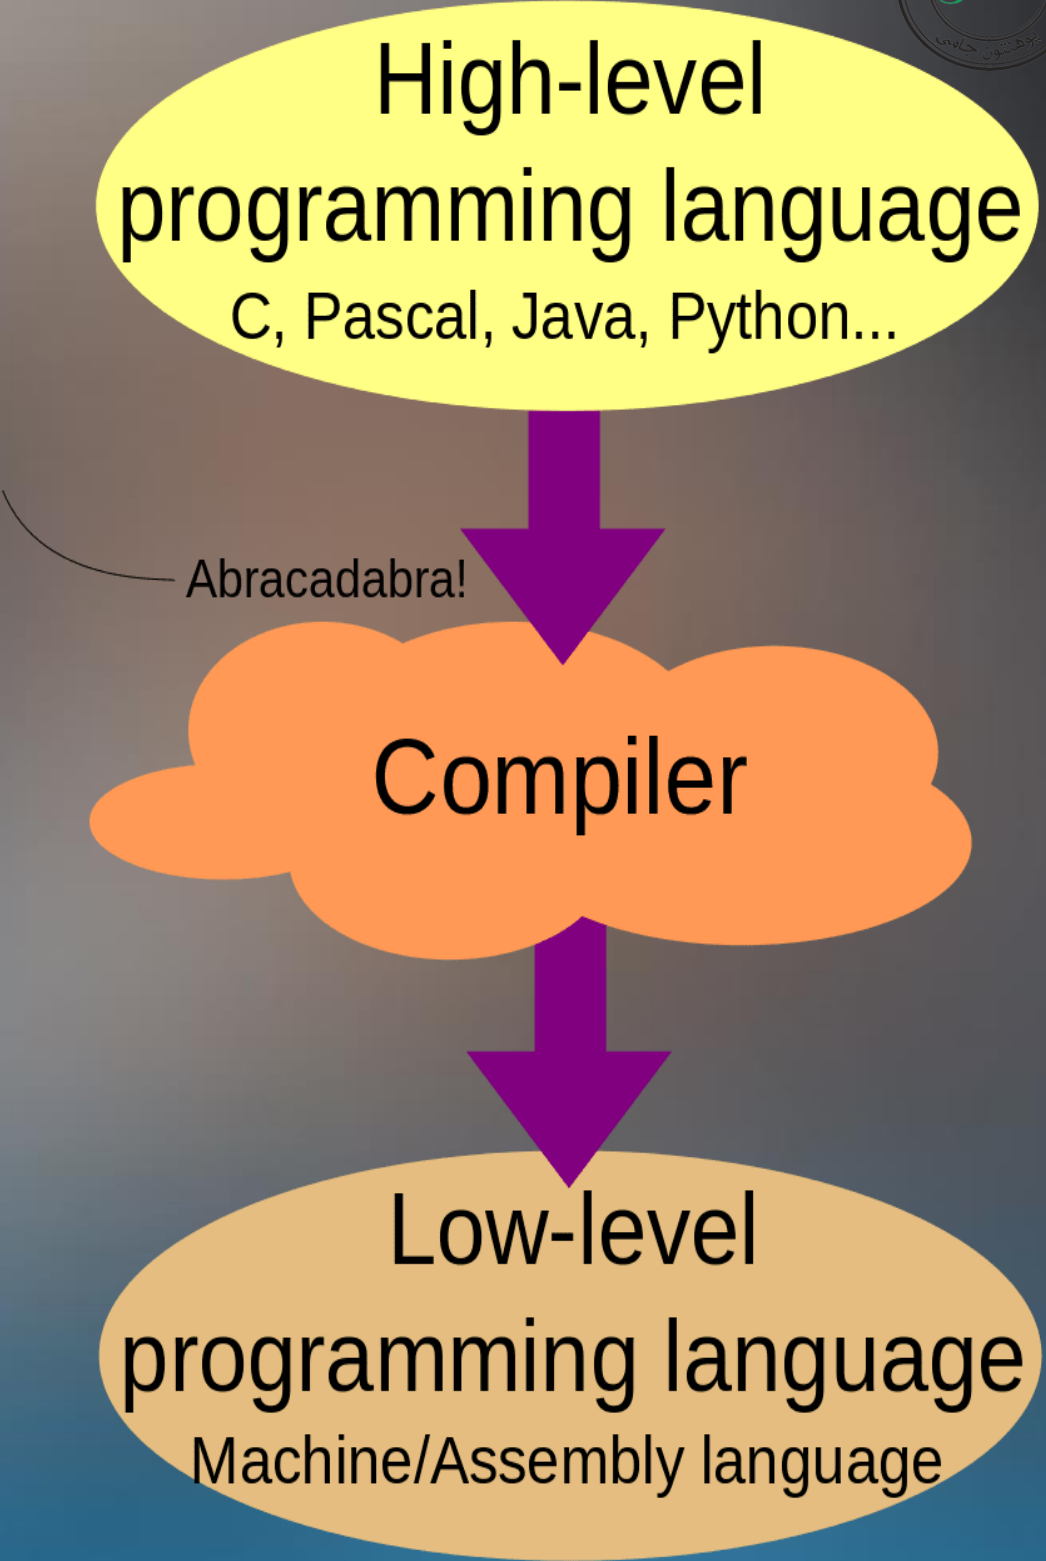 High-level
programming language
C, Pascal, Java, Python...
Abracadabra!
Compiler
Low-level
programming language
Machine/Assembly language